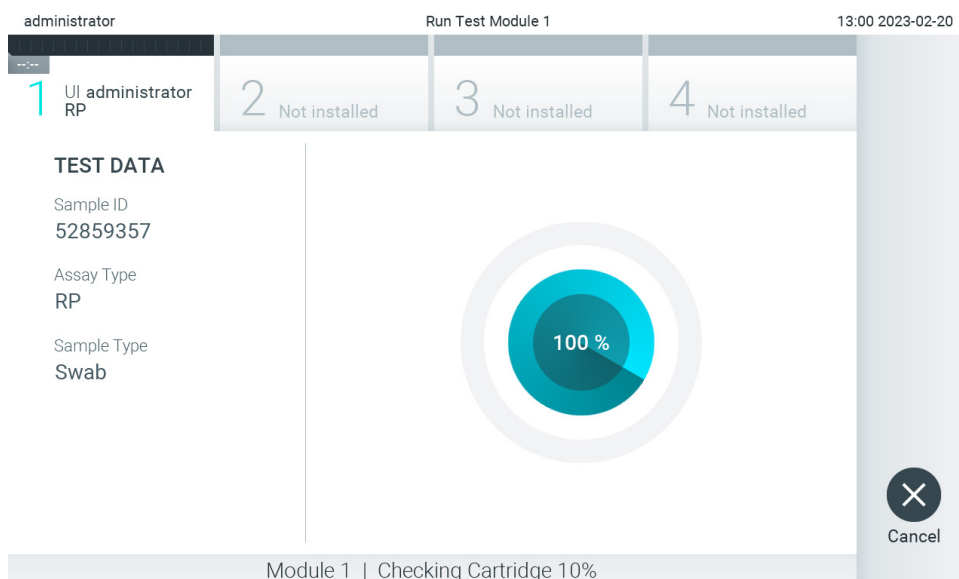 administrator Run Test Module 1 13:00 2023-02-20
--:--
1 UI administrator
RP
2 Not installed
3 Not installed
4 Not installed
TEST DATA
Sample ID
52859357
Assay Type
RP
Sample Type
Swab
100 %
Cancel
Module 1 | Checking Cartridge 10%